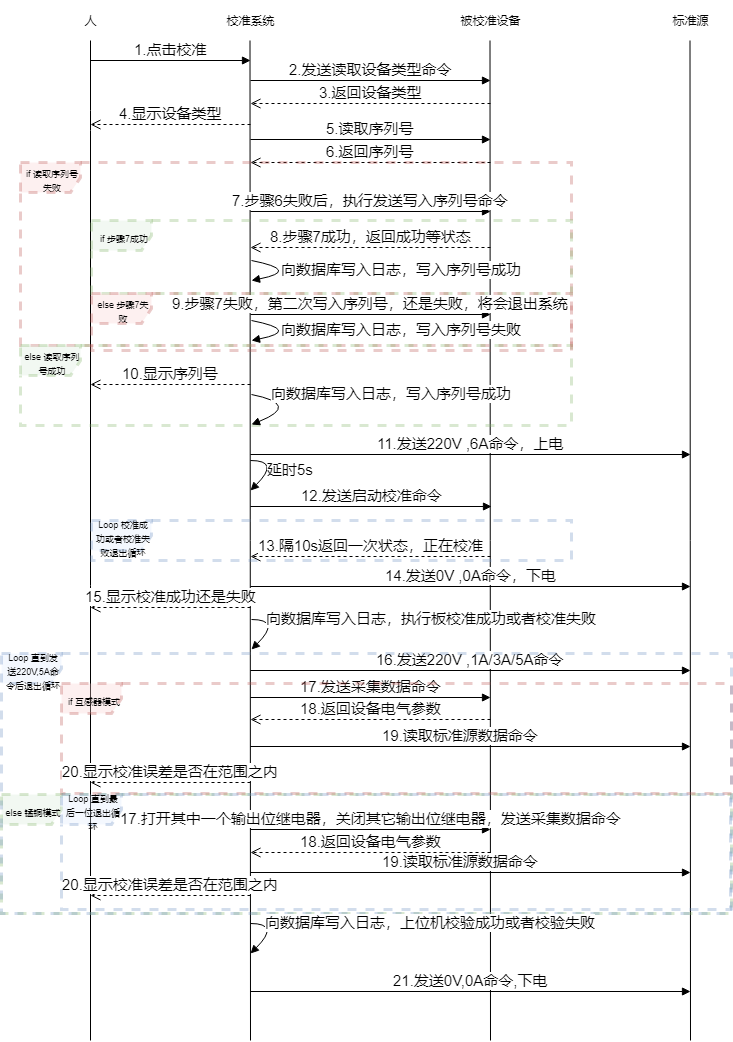 人
校准系统
被校准设备
标准源
1.点击校准
2.发送读取设备类型命令
3.返回设备类型
4.显示设备类型
5.读取序列号
6.返回序列号
if 读取序列号
失败
7.步骤6失败后，执行发送写入序列号命令
if 步骤7成功
8.步骤7成功，返回成功等状态
向数据库写入日志，写入序列号成功
else 步骤7失
败
9.步骤7失败，第二次写入序列号，还是失败，将会退出系统
向数据库写入日志，写入序列号失败
else 读取序列
号成功
10.显示序列号
向数据库写入日志，写入序列号成功
11.发送220V ,6A命令，上电
延时5s
12.发送启动校准命令
Loop 校准成
功或者校准失
败退出循环
13.隔10s返回一次状态，正在校准
14.发送0V ,0A命令，下电
15.显示校准成功还是失败
向数据库写入日志，执行板校准成功或者校准失败
Loop 直到发
送220V,5A命
令后退出循环
16.发送220V ,1A/3A/5A命令
if 互感器模式
17.发送采集数据命令
18.返回设备电气参数
19.读取标准源数据命令
20.显示校准误差是否在范围之内
else 锰铜模式
Loop 直到最
后一位退出循
环
17.打开其中一个输出位继电器，关闭其它输出位继电器，发送采集数据命令
18.返回设备电气参数
19.读取标准源数据命令
20.显示校准误差是否在范围之内
向数据库写入日志，上位机校验成功或者校验失败
21.发送0V,0A命令,下电